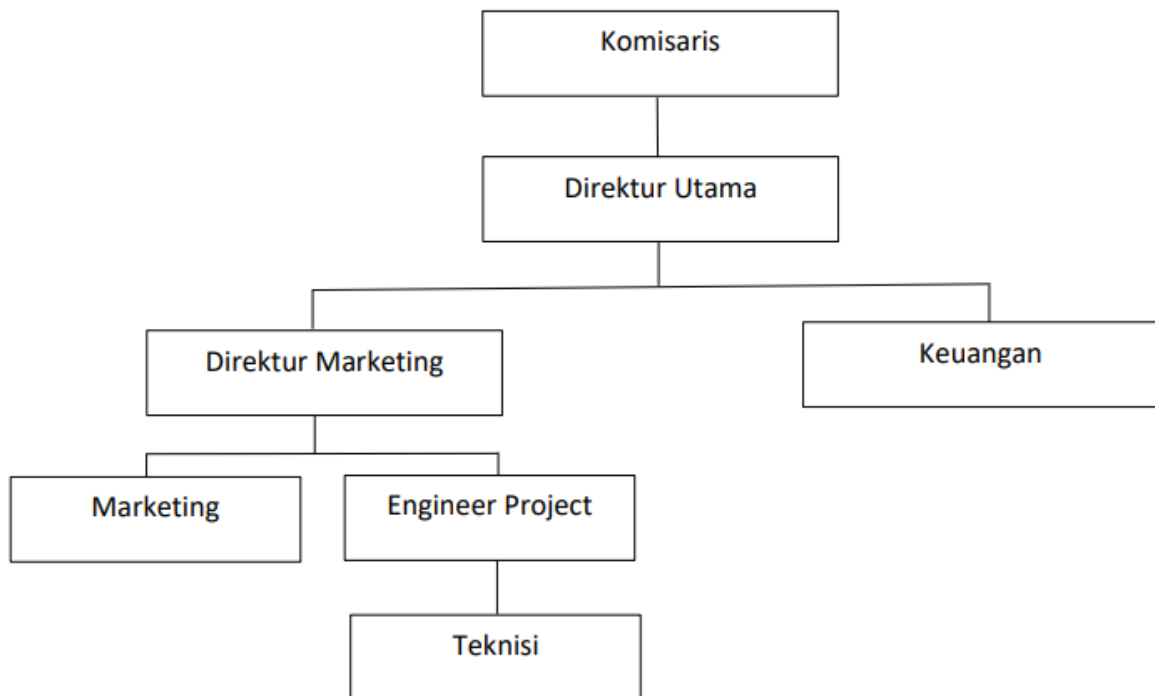 Komisaris
Direktur Utama
Direktur Marketing
Keuangan
Marketing
Engineer Project
Teknisi